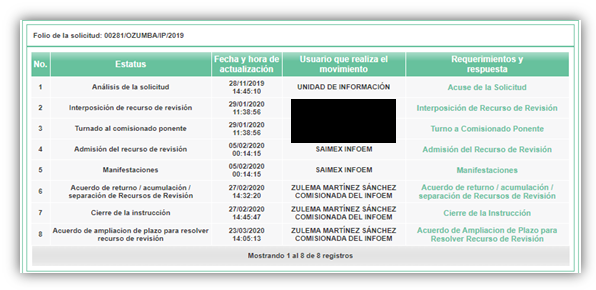 Folio de la solicitud: 00281/OZUMBA/IP/2019
No. Estatus Fecha y hora de actualización Usuario que realiza el movimiento Requerimientos y respuesta
1 Análisis de la solicitud 28/11/2019 14:45:10 UNIDAD DE INFORMACIÓN Acuse de la Solicitud
2 Interposición de recurso de revisión 29/01/2020 11:38:56 Interposición de Recurso de Revisión
3 Turnado al comisionado ponente 29/01/2020 11:38:56 Turno a Comisionado Ponente
4 Admisión del recurso de revisión 05/02/2020 00:14:15 SAIMEX INFOEM Admisión del Recurso de Revisión
5 Manifestaciones 05/02/2020 00:14:15 SAIMEX INFOEM Manifestaciones
6 Acuerdo de returno / acumulación / separación de Recursos de Revisión 27/02/2020 14:32:20 ZULEMA MARTÍNEZ SÁNCHEZ COMISIONADA DEL INFOEM Acuerdo de returno / acumulación / separación de Recursos de Revisión
7 Cierre de la instrucción 27/02/2020 14:45:47 ZULEMA MARTÍNEZ SÁNCHEZ COMISIONADA DEL INFOEM Cierre de la Instrucción
8 Acuerdo de ampliacion de plazo para resolver recurso de revisión 23/03/2020 14:05:13 ZULEMA MARTÍNEZ SÁNCHEZ COMISIONADA DEL INFOEM Acuerdo de Ampliacion de Plazo para Resolver Recurso de Revisión
Mostrando 1 al 8 de 8 registros